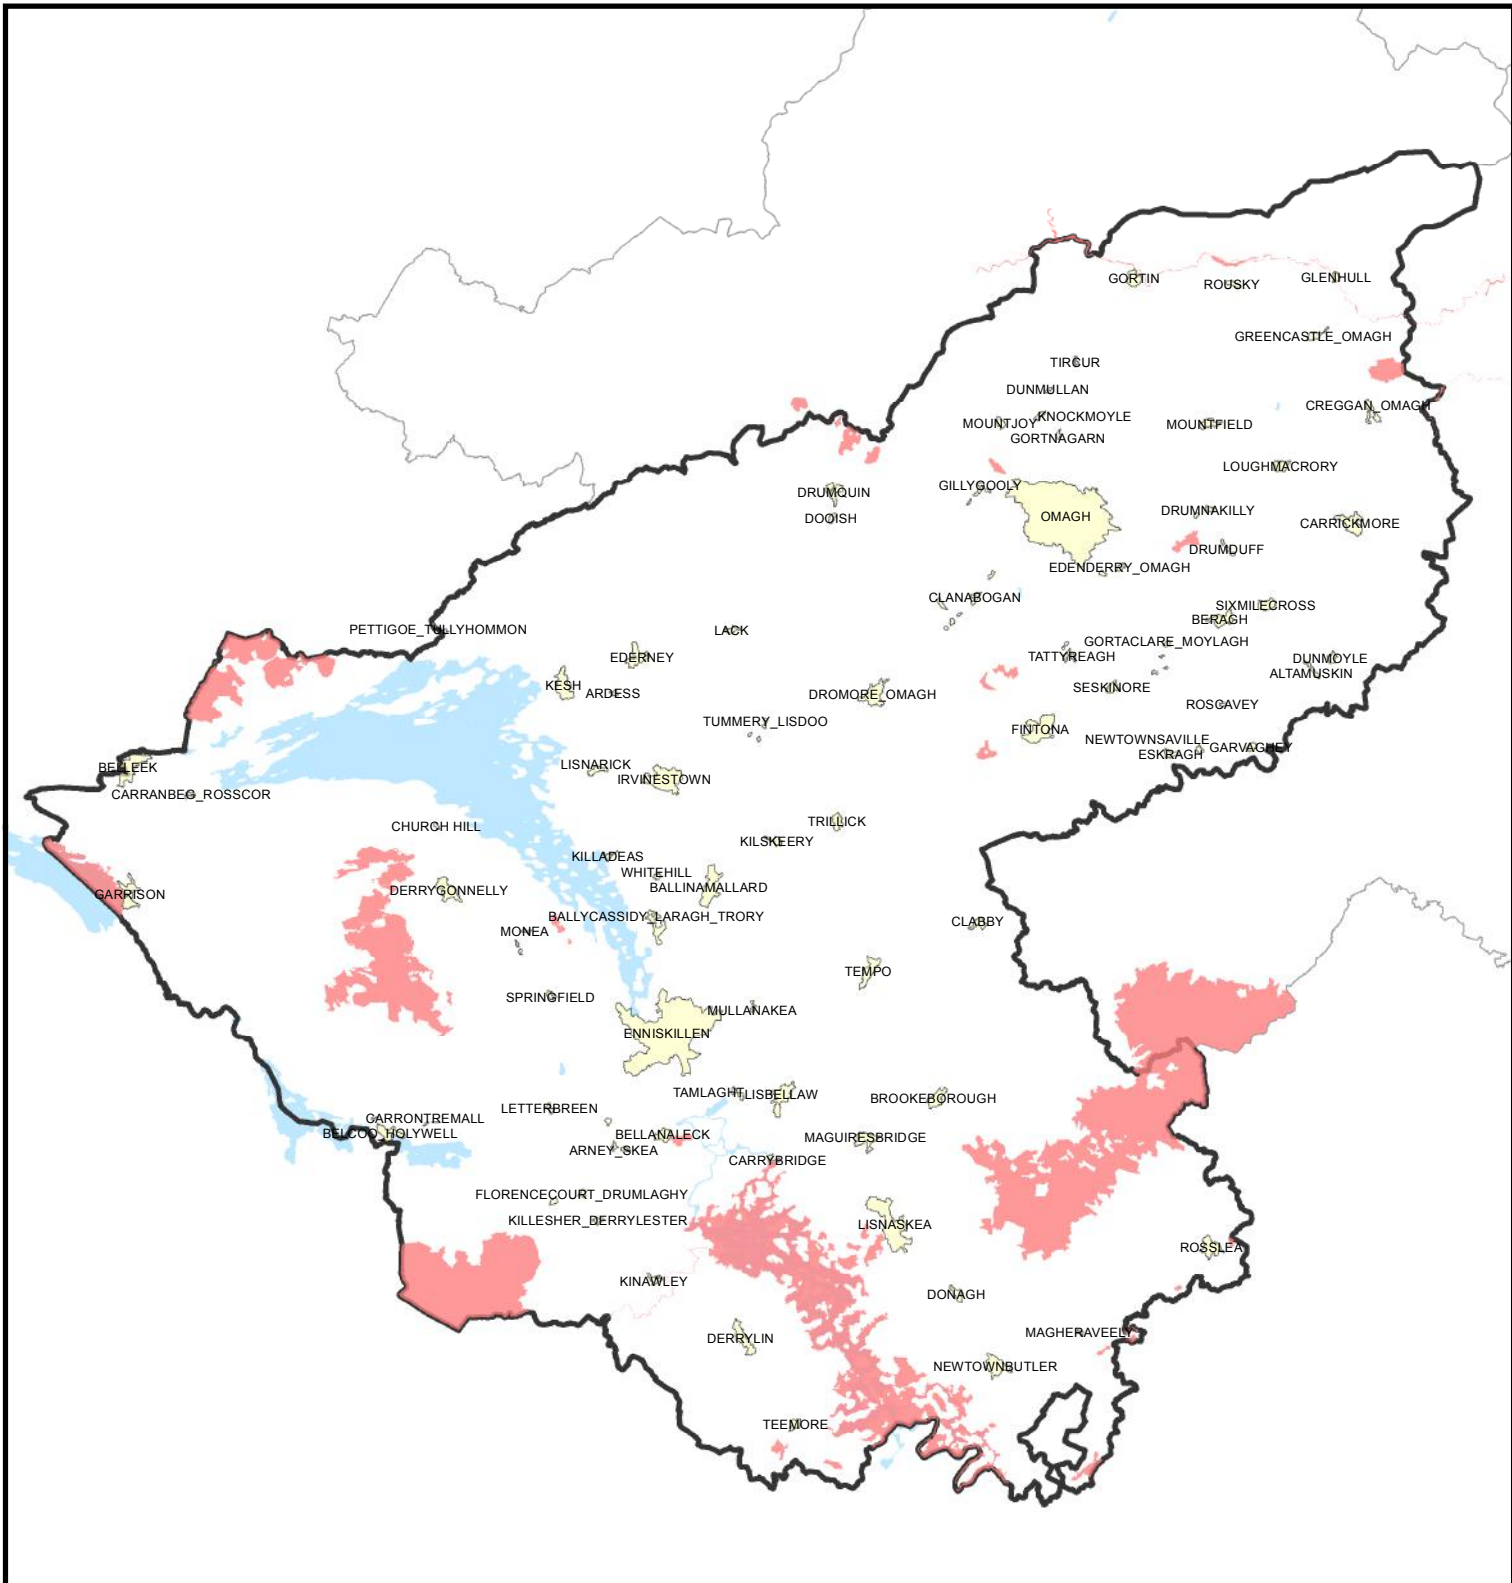 GORTIN
ROUSKY
GLENHULL
GREENCASTLE_OMAGH
TIRCUR
DUNMULLAN
CREGGAN_OMAGH
KNOCKMOYLE
MOUNTJOY
MOUNTFIELD
GORTNAGARN
LOUGHMACRORY
GILLYGOOLY
DRUMQUIN
DRUMNAKILLY
OMAGH
DOOISH
CARRICKMORE
DRUMDUFF
EDENDERRY_OMAGH
CLANABOGAN
SIXMILECROSS
BERAGH
PETTIGOE_TULLYHOMMON
LACK
GORTACLARE_MOYLAGH
EDERNEY
TATTYREAGH
DUNMOYLE
ALTAMUSKIN
KESH
ARDESS
SESKINORE
DROMORE_OMAGH
ROSCAVEY
TUMMERY_LISDOO
FINTONA
NEWTOWNSAVILLE
GARVAGHEY
ESKRAGH
LISNARICK
BELLEEK
IRVINESTOWN
CARRANBEG_ROSSCOR
TRILLICK
CHURCH HILL
KILSKEERY
KILLADEAS
WHITEHILL
BALLINAMALLARD
DERRYGONNELLY
GARRISON
BALLYCASSIDY_LARAGH_TRORY
CLABBY
MONEA
TEMPO
SPRINGFIELD
MULLANAKEA
ENNISKILLEN
TAMLAGHT
LISBELLAW
BROOKEBOROUGH
LETTERBREEN
CARRONTREMALL
BELCOO_HOLYWELL
BELLANALECK
MAGUIRESBRIDGE
ARNEY_SKEA
CARRYBRIDGE
FLORENCECOURT_DRUMLAGHY
KILLESHER_DERRYLESTER
LISNASKEA
ROSSLEA
KINAWLEY
DONAGH
MAGHERAVEELY
DERRYLIN
NEWTOWNBUTLER
TEEMORE